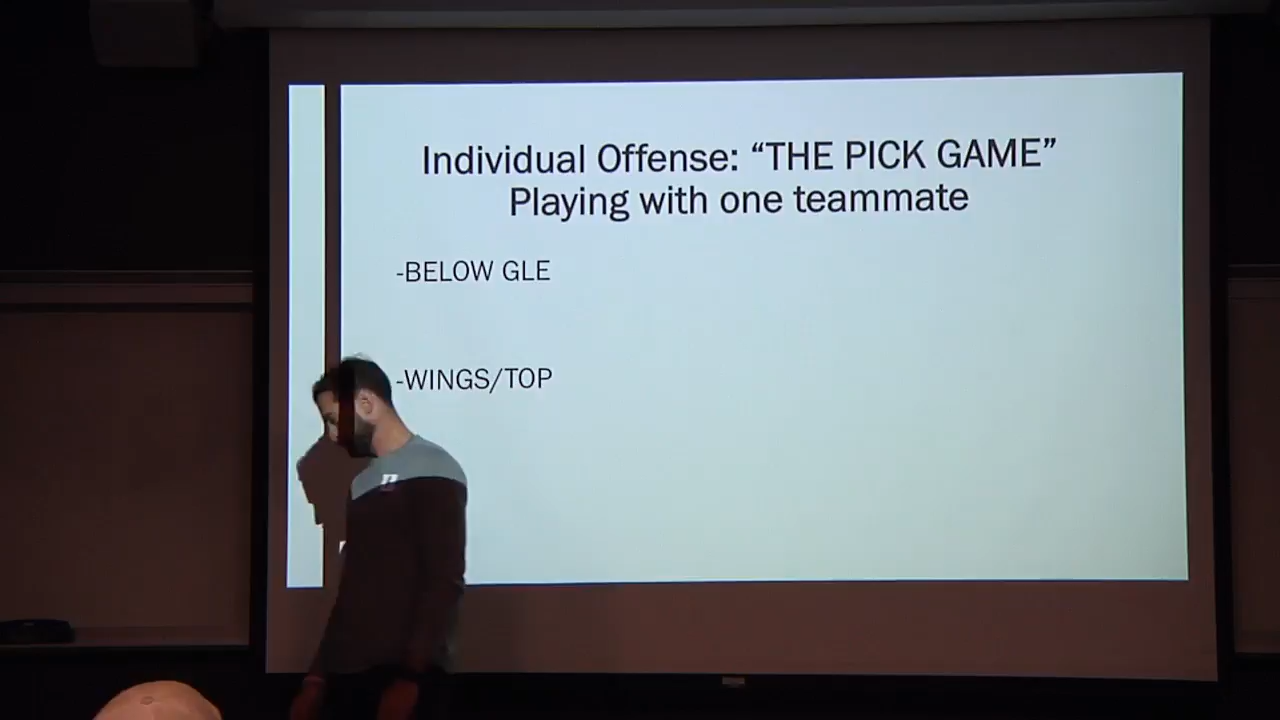 Individual Offense: “THE PICK GAME”
Playing with one teammate
-BELOW GLE
-WINGS/TOP